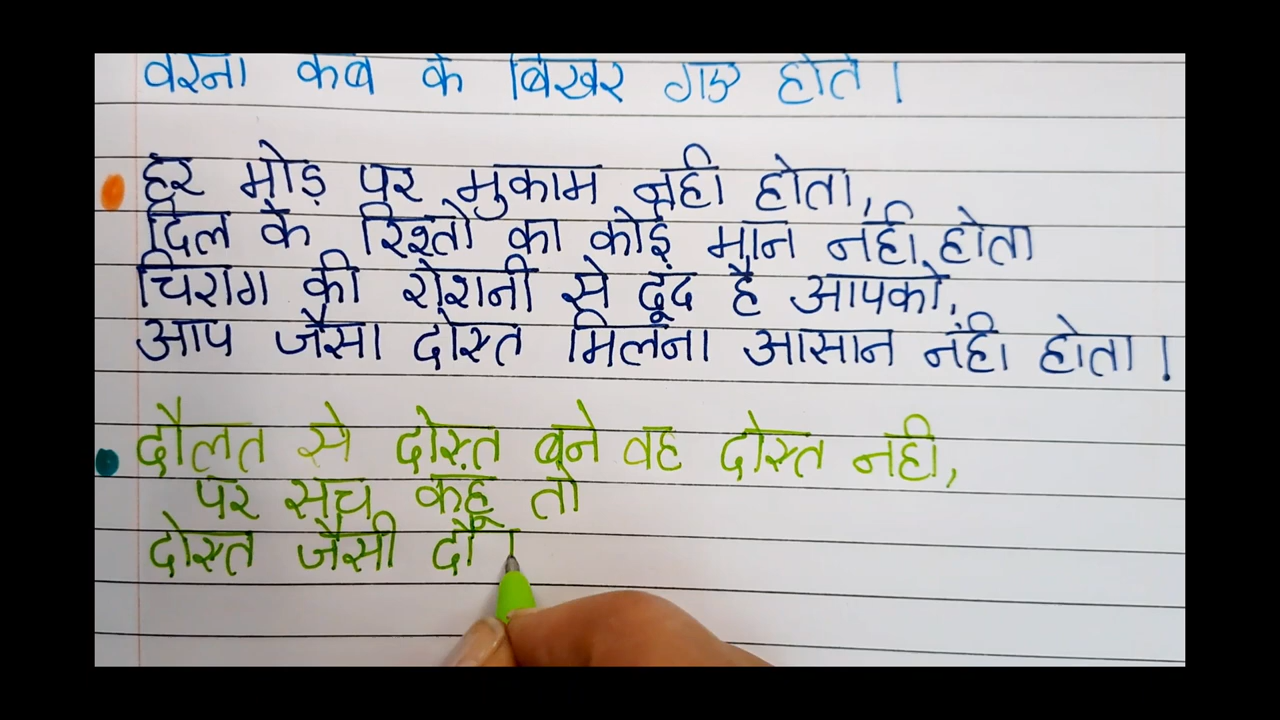 वरना कब के बिखर गए होते।
हर मोड़ पर मुकाम नही होता,
दिल के रिश्तों का कोई मान नही होता
चिराग की रोशनी से ढूंढ है आपको,
आप जैसा दोस्त मिलना आसान नही होता।
दौलत से दोस्त बने वह दोस्त नही,
पर सच कहू तो
दोस्त जैसी